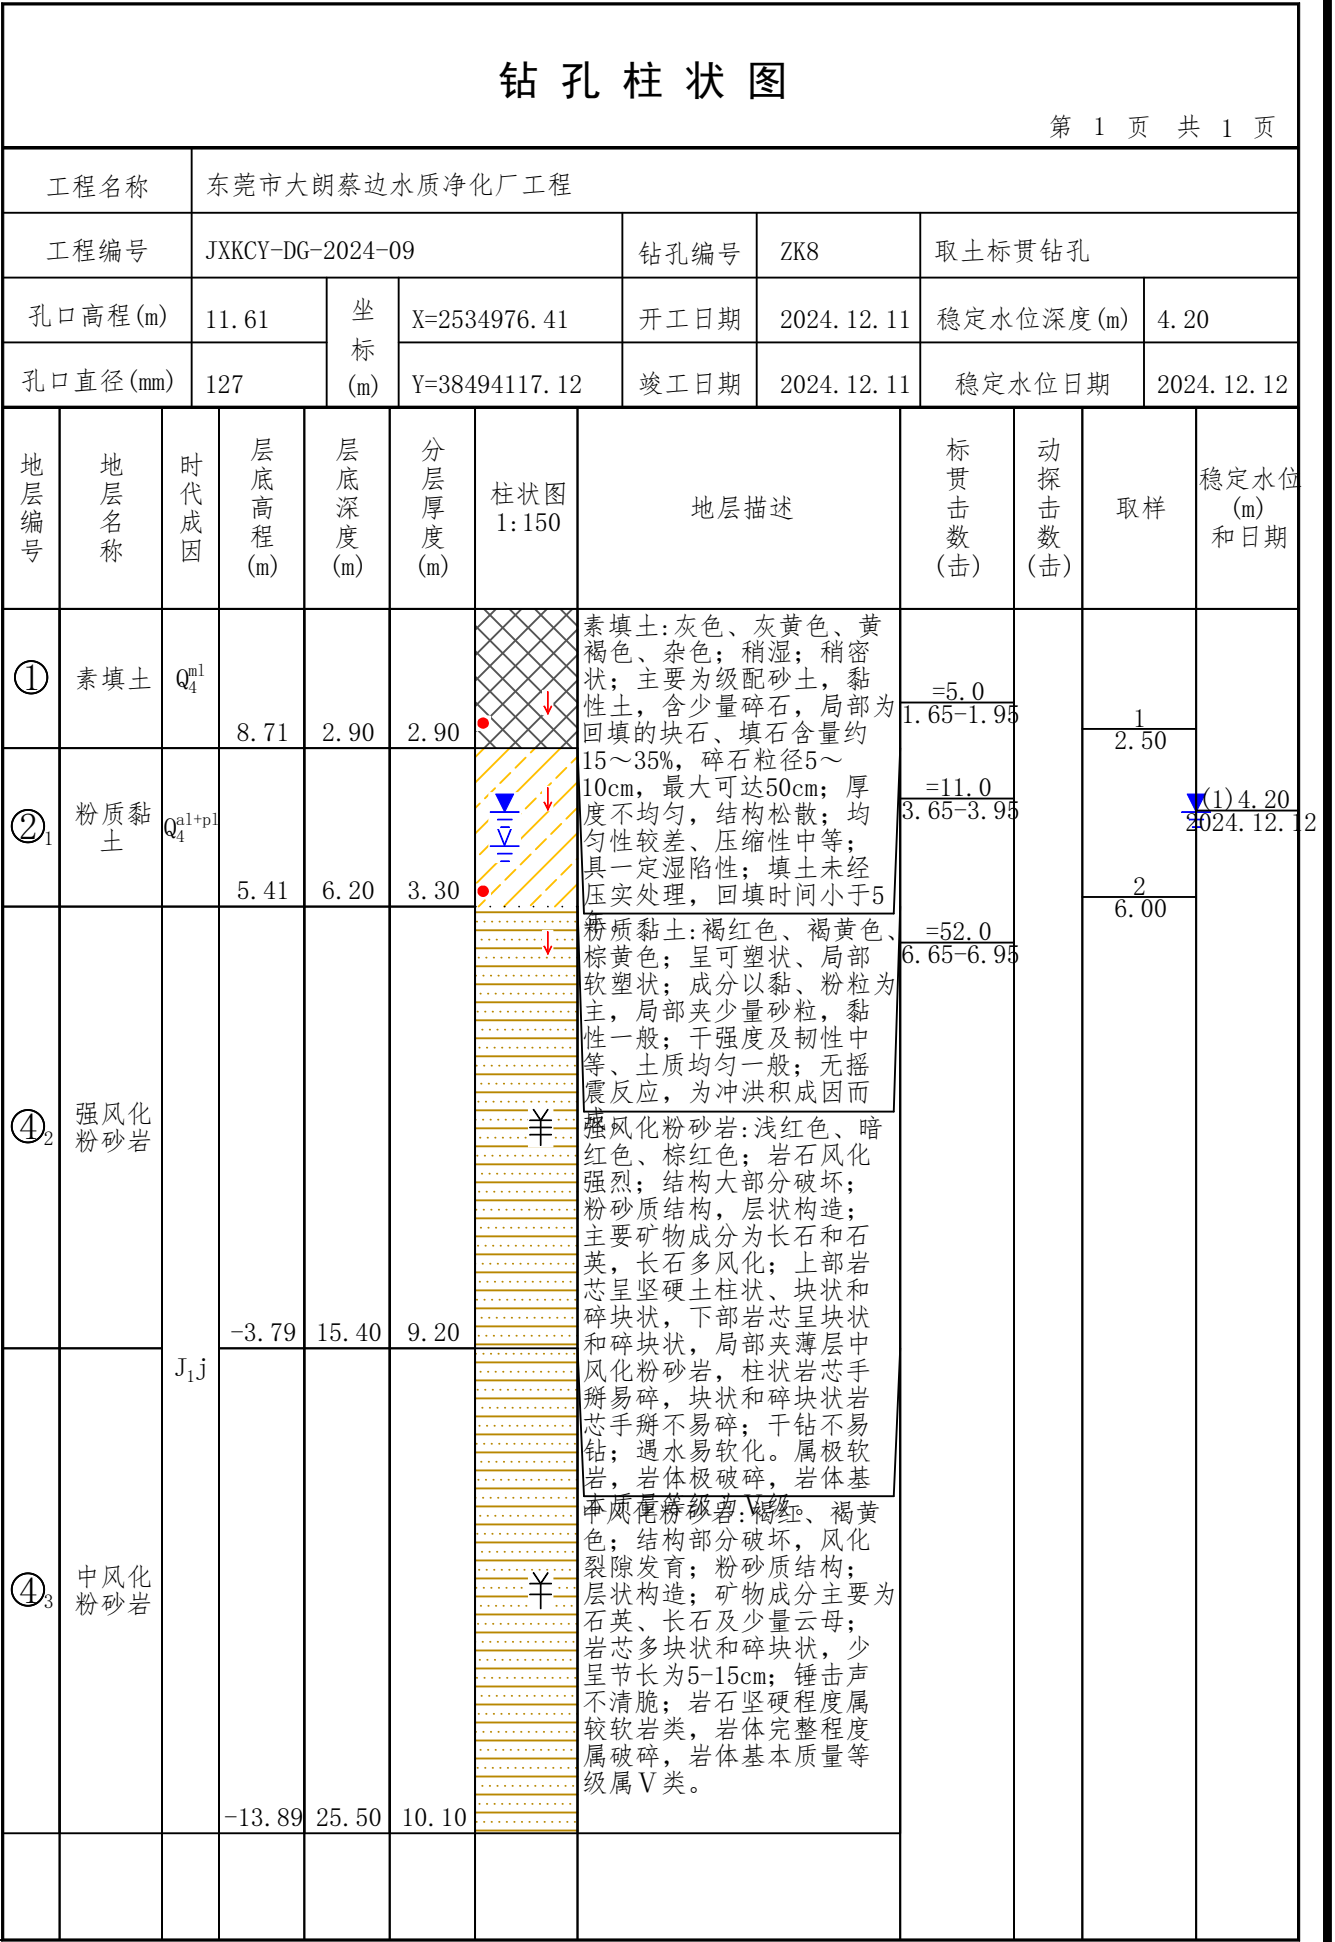 钻孔柱状图
第 1 页 共 1 页
工程名称 东莞市大朗蔡边水质净化厂工程
工程编号 JXKCY-DG-2024-09 钻孔编号 ZK8 取土标贯钻孔
孔口高程(m) 11.61 坐标(m) X=2534976.41 开工日期 2024.12.11 稳定水位深度(m) 4.20
孔口直径(mm) 127 Y=38494117.12 竣工日期 2024.12.11 稳定水位日期 2024.12.12
地层编号 地层名称 时代成因 层底高程(m) 层底深度(m) 分层厚度(m) 柱状图 1:150 地层描述 标贯击数(击) 动探击数(击) 取样 稳定水位(m)和日期
① 素填土 Q4ml 8.71 2.90 2.90
素填土:灰色、灰黄色、黄
褐色、杂色；稍湿；稍密
状；主要为级配砂土，黏
性土，含少量碎石，局部为
回填的块石、填石含量约
15～35%，碎石粒径5～
10cm，最大可达50cm；厚
度不均匀，结构松散；均
匀性较差、压缩性中等；
具一定湿陷性；填土未经
压实处理，回填时间小于5
年。
=5.0
1.65-1.95
1
2.50
②1 粉质黏土 Q4al+pl 5.41 6.20 3.30
粉质黏土:褐红色、褐黄色、
棕黄色；呈可塑状、局部
软塑状；成分以黏、粉粒为
主，局部夹少量砂粒，黏
性一般；干强度及韧性中
等、土质均匀一般；无摇
震反应，为冲洪积成因而
成。
=11.0
3.65-3.95
(1)4.20
2024.12.12
2
6.00
=52.0
6.65-6.95
④2 强风化粉砂岩 -3.79 15.40 9.20
强风化粉砂岩:浅红色、暗
红色、棕红色；岩石风化
强烈；结构大部分破坏；
粉砂质结构，层状构造；
主要矿物成分为长石和石
英，长石多风化；上部岩
芯呈坚硬土柱状、块状和
碎块状，下部岩芯呈块状
和碎块状，局部夹薄层中
风化粉砂岩，柱状岩芯手
掰易碎，块状和碎块状岩
芯手掰不易碎；干钻不易
钻；遇水易软化。属极软
岩，岩体极破碎，岩体基
本质量等级为Ⅴ级。
J1j
④3 中风化粉砂岩 -13.89 25.50 10.10
中风化粉砂岩:褐红、褐黄
色；结构部分破坏，风化
裂隙发育；粉砂质结构；
层状构造；矿物成分主要为
石英、长石及少量云母；
岩芯多块状和碎块状，少
呈节长为5-15cm；锤击声
不清脆；岩石坚硬程度属
较软岩类，岩体完整程度
属破碎，岩体基本质量等
级属Ⅴ类。